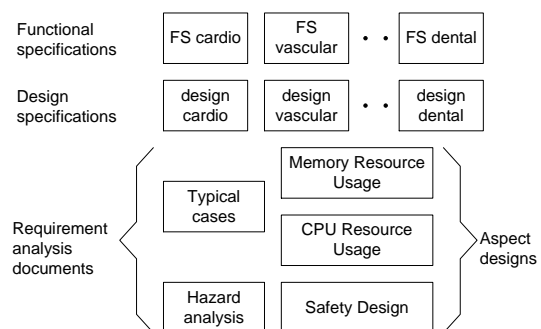 Functional
specifications
FS cardio
FS
vascular
FS dental
Design
specifications
design
cardio
design
vascular
design
dental
Requirement
analysis
documents
Typical
cases
Hazard
analysis
Memory Resource
Usage
CPU Resource
Usage
Safety Design
Aspect
designs